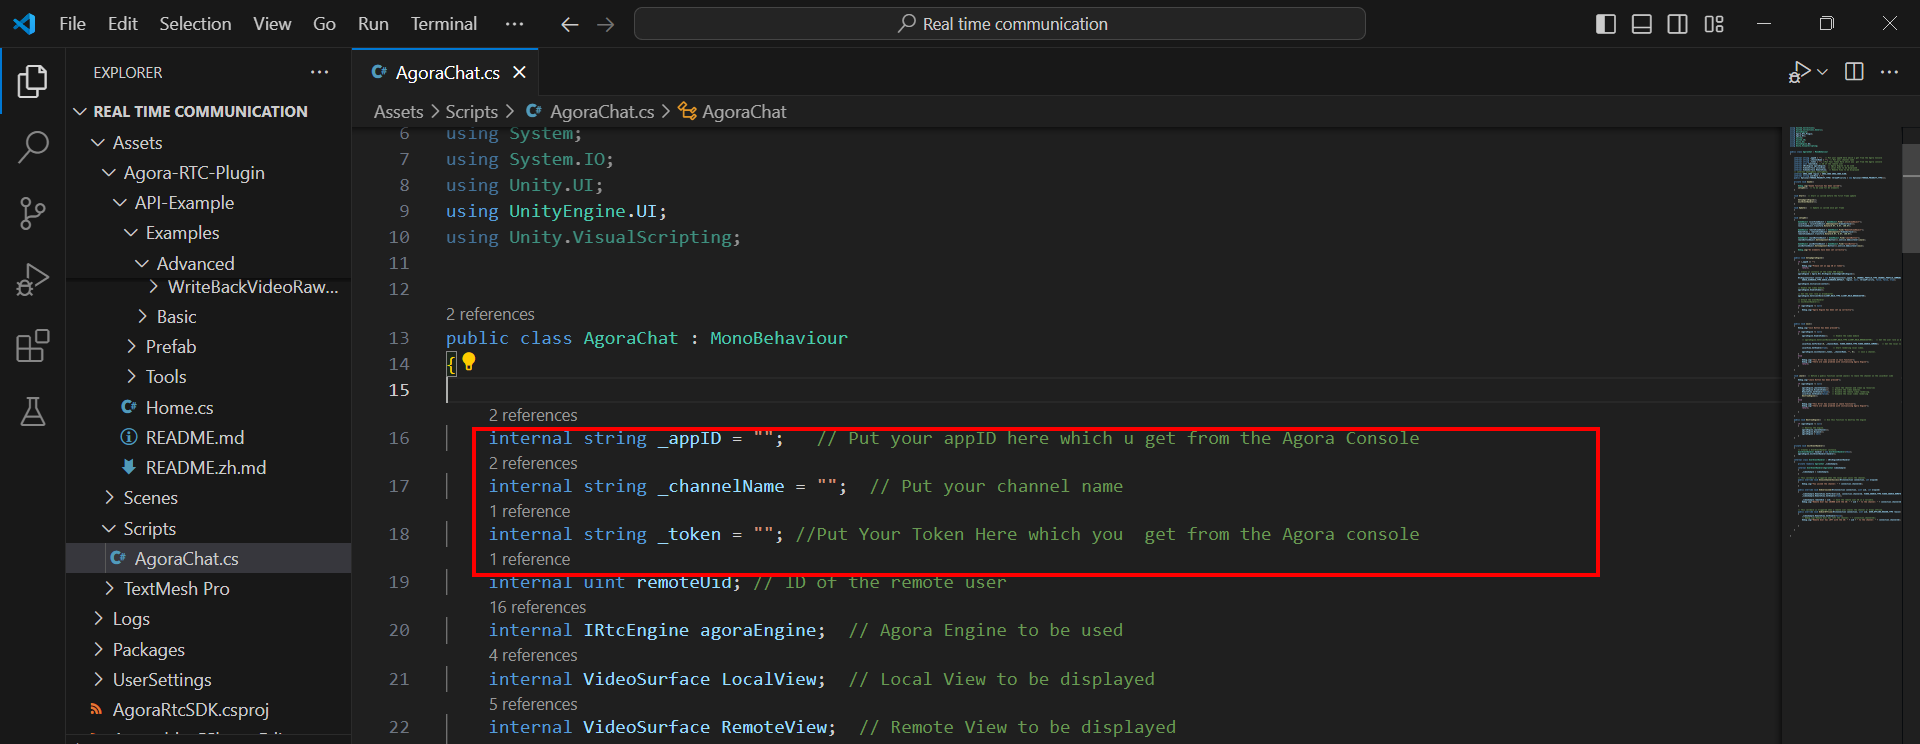 File Edit Selection View Go Run Terminal ···
Real time communication
EXPLORER ···
REAL TIME COMMUNICATION
Assets
Agora-RTC-Plugin
API-Example
Examples
Advanced
WriteBackVideoRaw...
Basic
Prefab
Tools
C# Home.cs
README.md
README.zh.md
Scenes
Scripts
C# AgoraChat.cs
TextMesh Pro
Logs
Packages
UserSettings
AgoraRtcSDK.csproj
C# AgoraChat.cs
Assets > Scripts > C# AgoraChat.cs > AgoraChat
6 using System;
7 using System.IO;
8 using Unity.UI;
9 using UnityEngine.UI;
10 using Unity.VisualScripting;
11
12
2 references
13 public class AgoraChat : MonoBehaviour
14 {
15
2 references
16 internal string _appID = ""; // Put your appID here which u get from the Agora Console
2 references
17 internal string _channelName = ""; // Put your channel name
1 reference
18 internal string _token = ""; //Put Your Token Here which you get from the Agora console
1 reference
19 internal uint remoteUid; // ID of the remote user
16 references
20 internal IRtcEngine agoraEngine; // Agora Engine to be used
4 references
21 internal VideoSurface LocalView; // Local View to be displayed
5 references
22 internal VideoSurface RemoteView; // Remote View to be displayed